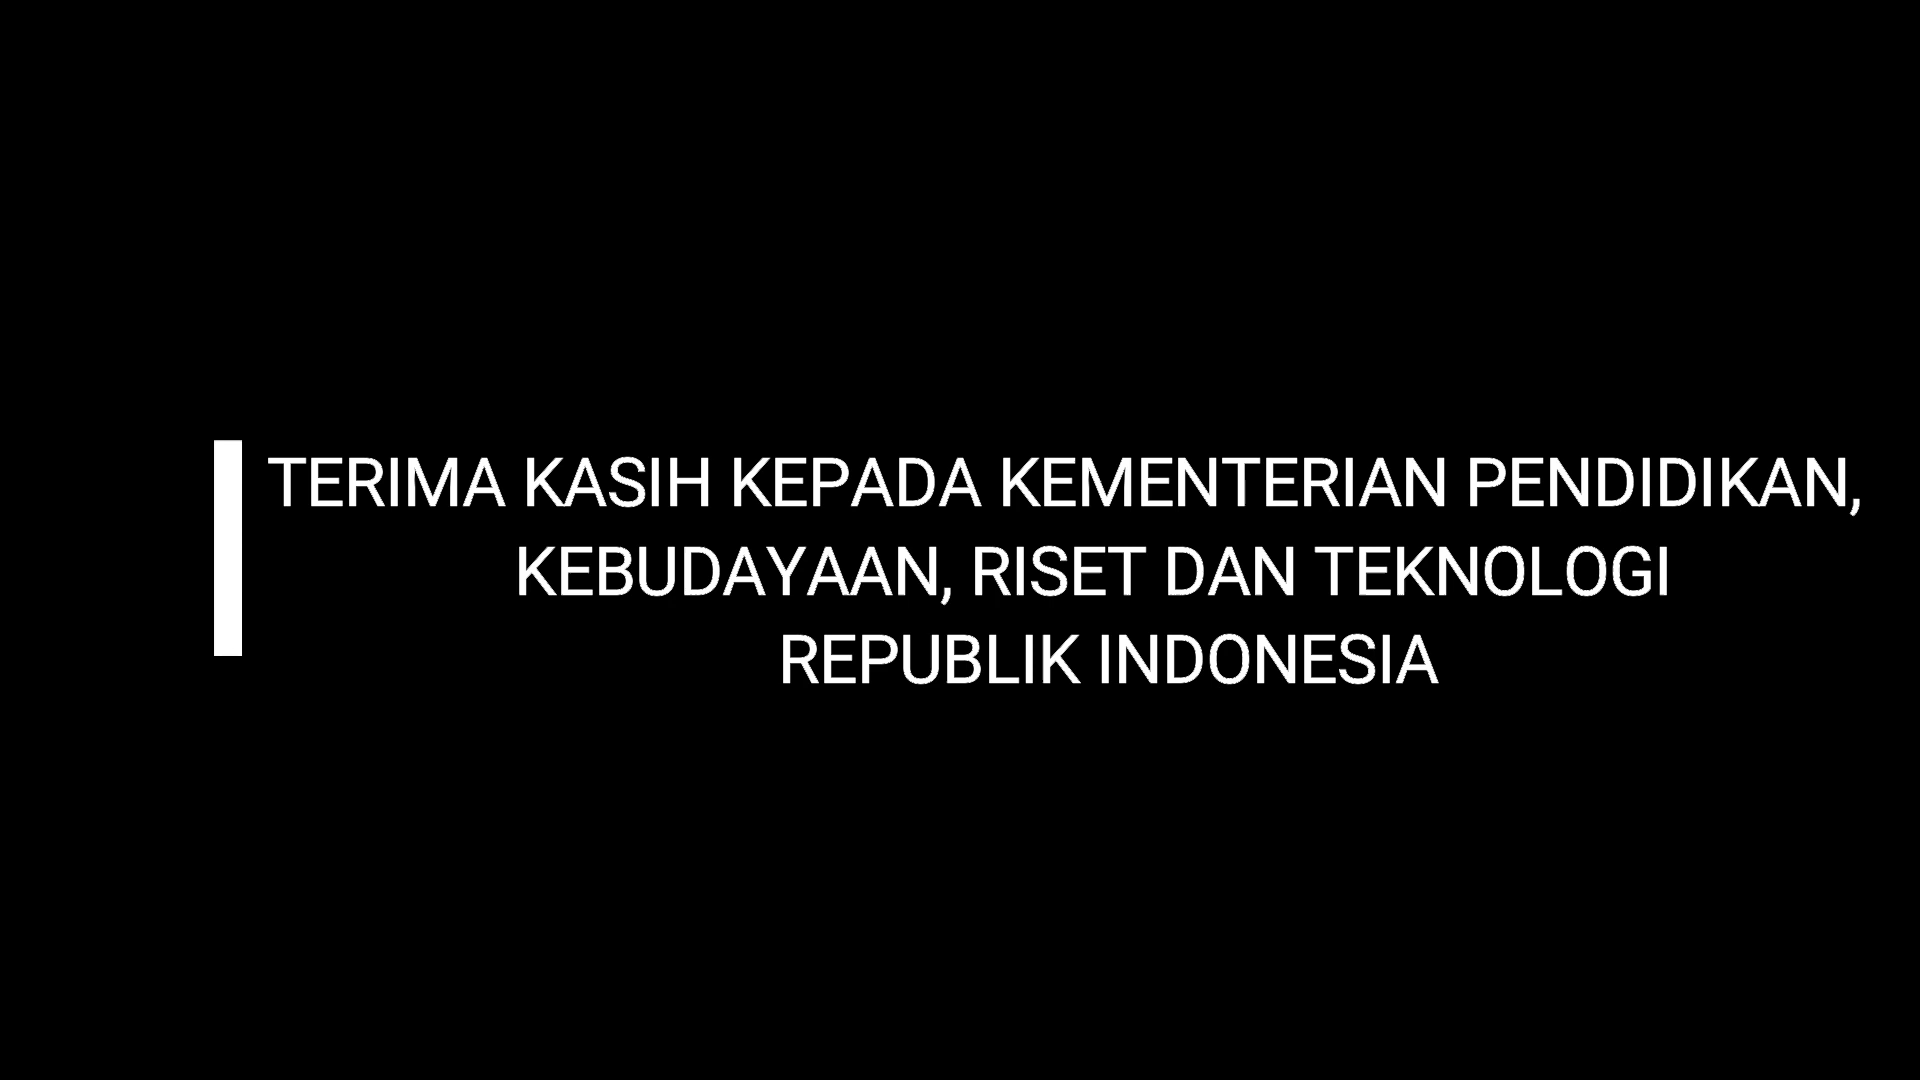 TERIMA KASIH KEPADA KEMENTERIAN PENDIDIKAN,
KEBUDAYAAN, RISET DAN TEKNOLOGI
REPUBLIK INDONESIA